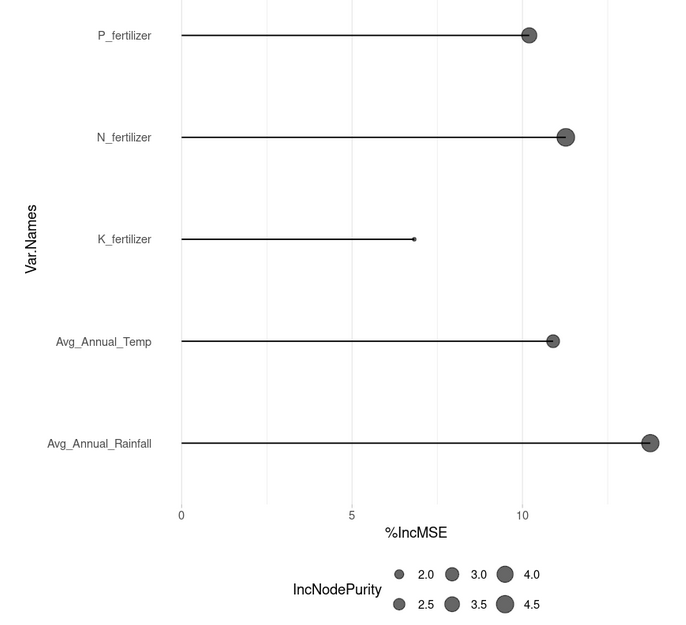 P_fertilizer
N_fertilizer
K_fertilizer
Avg_Annual_Temp
Avg_Annual_Rainfall
Var.Names
0 5 10
%IncMSE
IncNodePurity
2.0 3.0 4.0
2.5 3.5 4.5